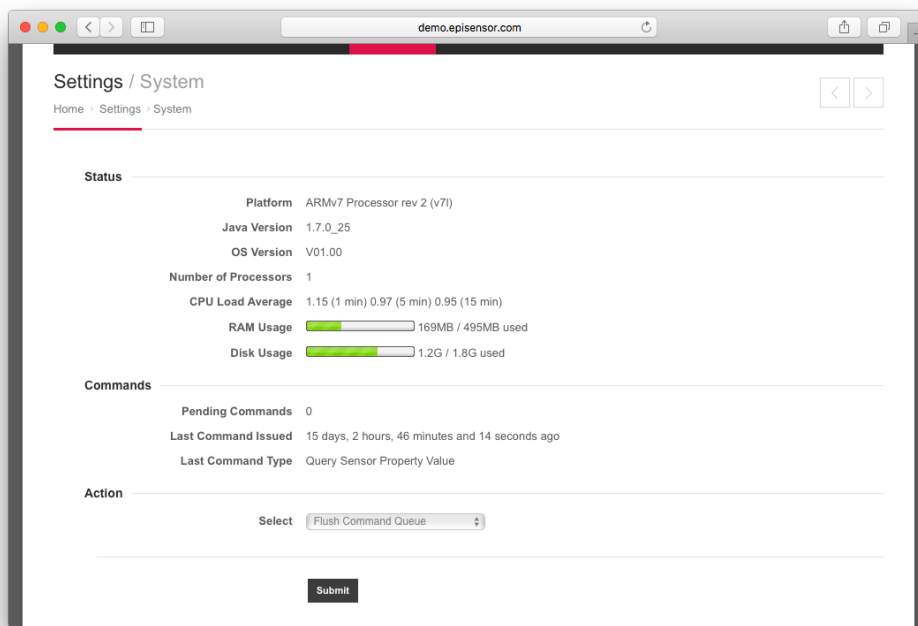 demo.episensor.com
Settings / System
Home › Settings › System
Status
Platform ARMv7 Processor rev 2 (v7l)
Java Version 1.7.0_25
OS Version V01.00
Number of Processors 1
CPU Load Average 1.15 (1 min) 0.97 (5 min) 0.95 (15 min)
RAM Usage 169MB / 495MB used
Disk Usage 1.2G / 1.8G used
Commands
Pending Commands 0
Last Command Issued 15 days, 2 hours, 46 minutes and 14 seconds ago
Last Command Type Query Sensor Property Value
Action
Select Flush Command Queue
Submit